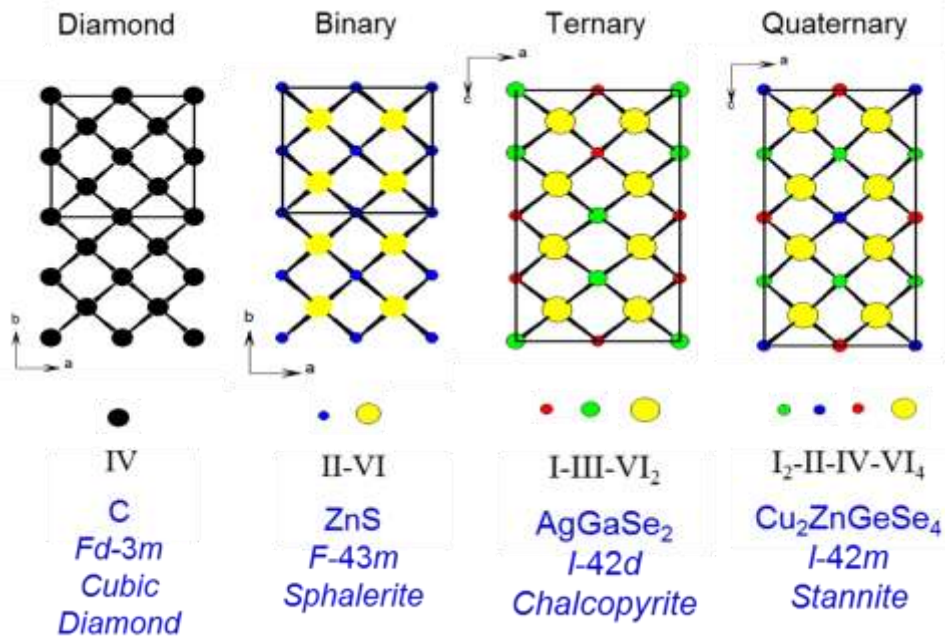 Diamond
Binary
Ternary
Quaternary
a
c
a
c
b
a
b
a
IV
II-VI
I-III-VI₂
I₂-II-IV-VI₄
C
ZnS
AgGaSe₂
Cu₂ZnGeSe₄
Fd-3m
F-43m
I-42d
I-42m
Cubic
Diamond
Sphalerite
Chalcopyrite
Stannite